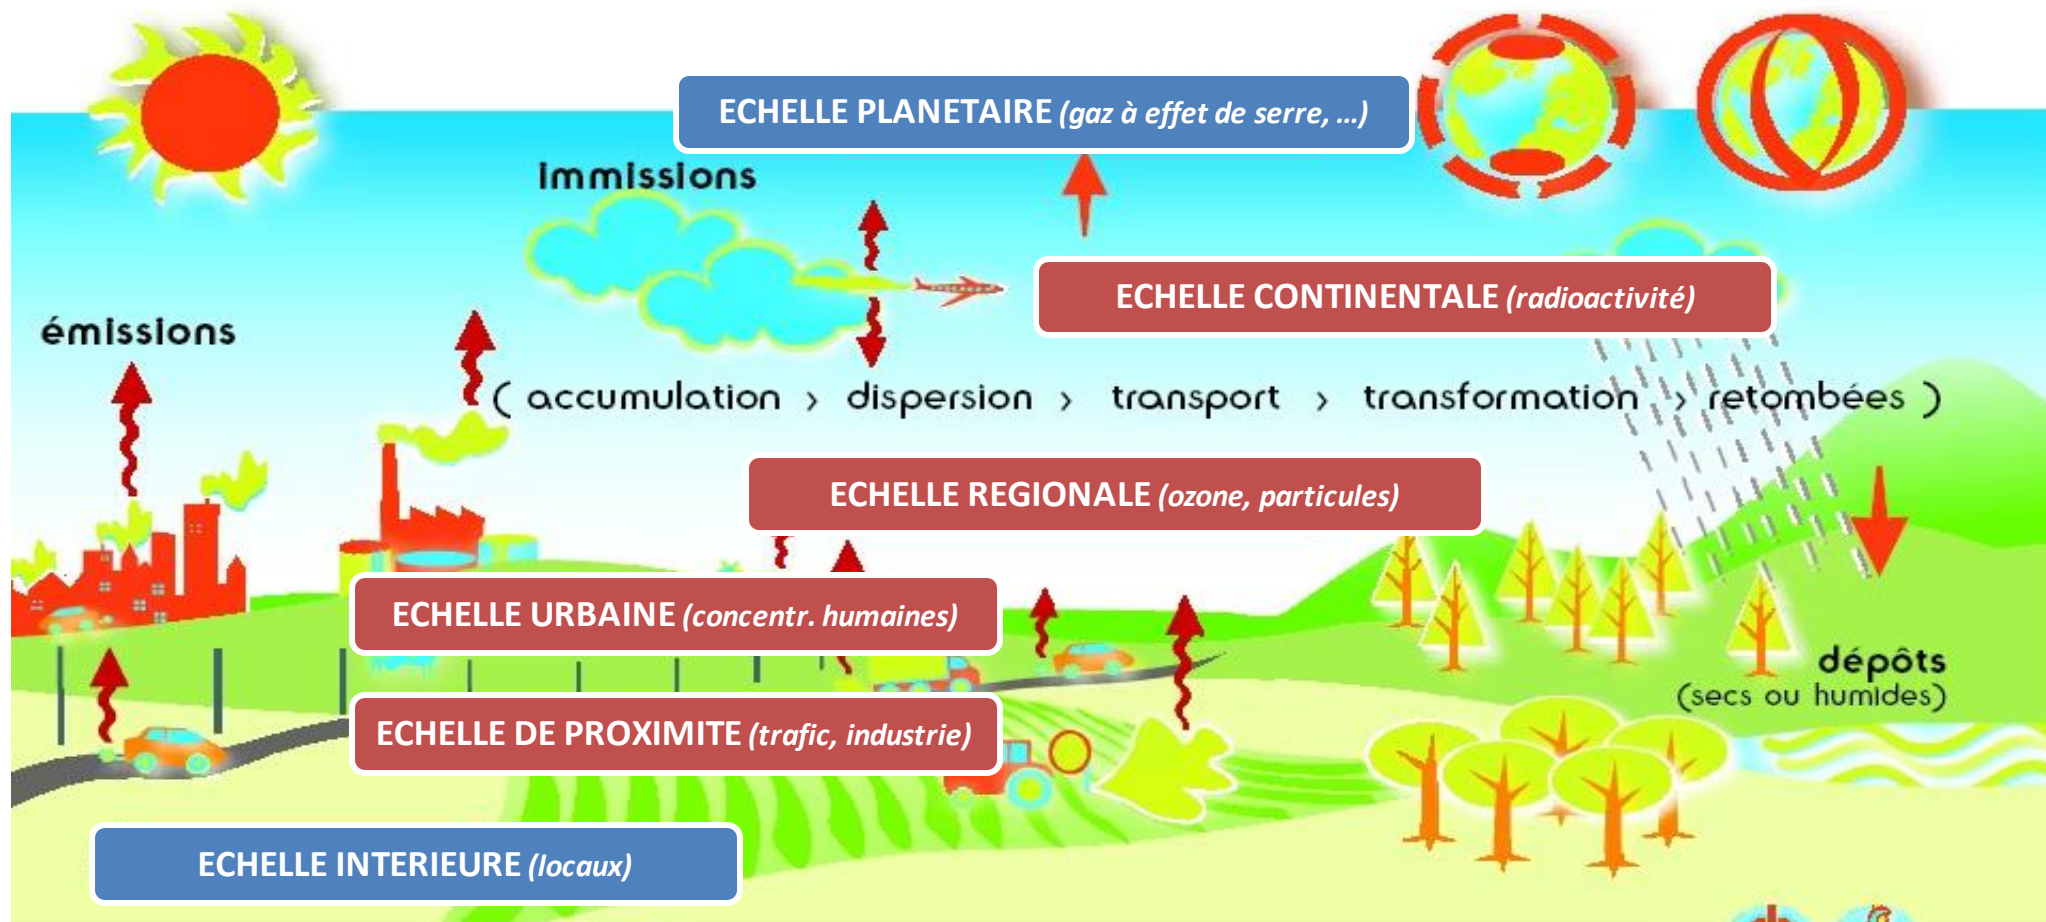 ECHELLE PLANETAIRE (gaz à effet de serre, ...)
immissions
ECHELLE CONTINENTALE (radioactivité)
émissions
( accumulation › dispersion › transport › transformation › retombées )
ECHELLE REGIONALE (ozone, particules)
ECHELLE URBAINE (concentr. humaines)
dépôts
(secs ou humides)
ECHELLE DE PROXIMITE (trafic, industrie)
ECHELLE INTERIEURE (locaux)